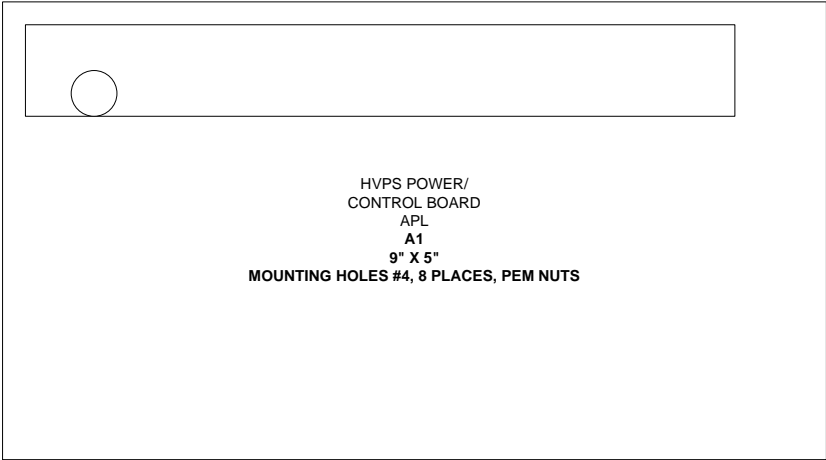 HVPS POWER/
CONTROL BOARD
APL
A1
9" X 5"
MOUNTING HOLES #4, 8 PLACES, PEM NUTS